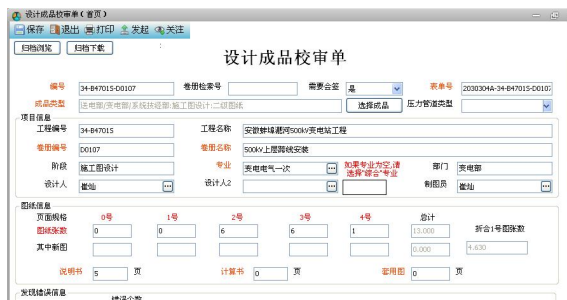 设计成品校审单(首页)
保存 退出 打印 发起 关注
归档浏览 归档下载 :
设计成品校审单
编号 34-B4701S-D0107 卷册检索号 需要会签 是 表单号 2030304A-34-B4701S-D0107
成品类型 送电部/变电部/系统技经部:施工图设计:二级图纸 选择成品 压力管道类型
项目信息
工程编号 34-B4701S 工程名称 安徽蚌埠淝河500kV变电站工程
卷册编号 D0107 卷册名称 500kV上层跨线安装
阶段 施工图设计 专业 变电电气一次 ... 如果专业为空,请选择"综合"专业 部门 变电部
设计人 崔灿 ... 设计人2 ... 制图员 崔灿 ...
图纸信息
页面规格 0号 1号 2号 3号 4号 总计
图纸张数 0 0 6 6 1 13.000 折合1号图张数
其中新图 0.000 4.630
说明书 5 页 计算书 0 页 套用图 0 页
发现错误信息
错误个数